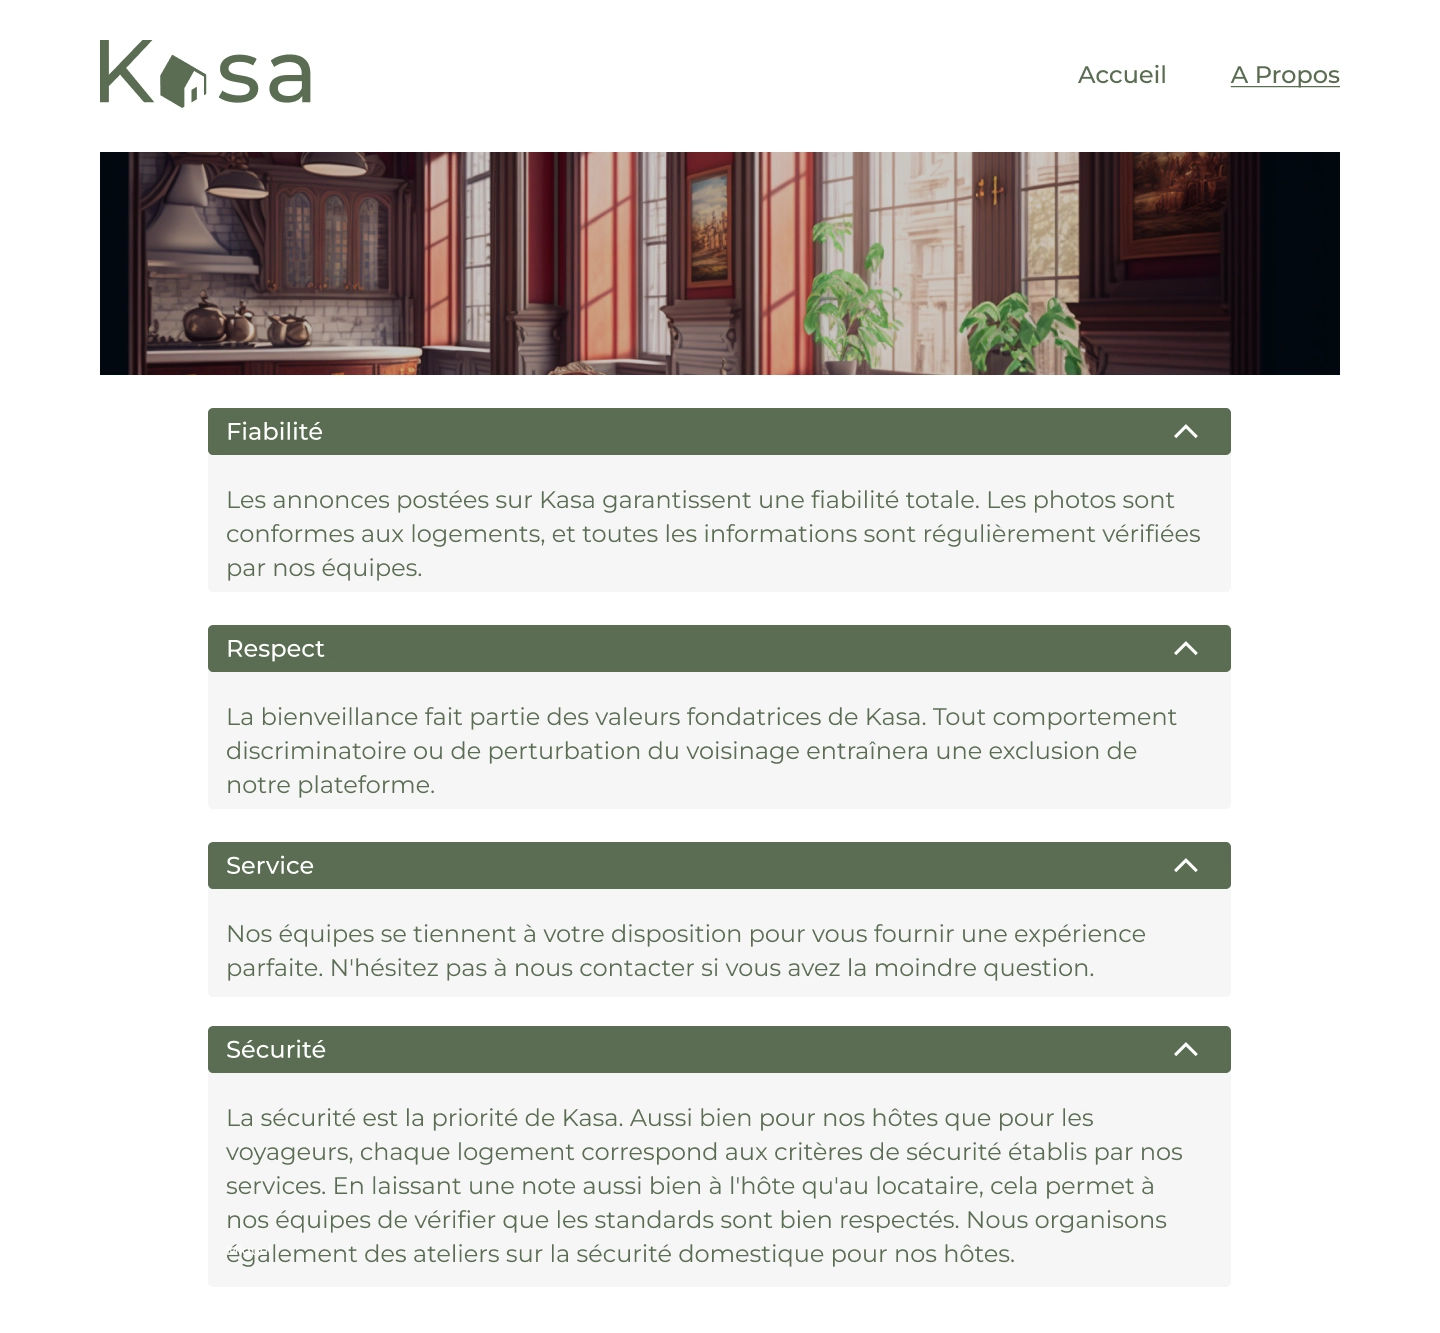 Kasa
Accueil
A Propos
Fiabilité
Les annonces postées sur Kasa garantissent une fiabilité totale. Les photos sont
conformes aux logements, et toutes les informations sont régulièrement vérifiées
par nos équipes.
Respect
La bienveillance fait partie des valeurs fondatrices de Kasa. Tout comportement
discriminatoire ou de perturbation du voisinage entraînera une exclusion de
notre plateforme.
Service
Nos équipes se tiennent à votre disposition pour vous fournir une expérience
parfaite. N'hésitez pas à nous contacter si vous avez la moindre question.
Sécurité
La sécurité est la priorité de Kasa. Aussi bien pour nos hôtes que pour les
voyageurs, chaque logement correspond aux critères de sécurité établis par nos
services. En laissant une note aussi bien à l'hôte qu'au locataire, cela permet à
nos équipes de vérifier que les standards sont bien respectés. Nous organisons
également des ateliers sur la sécurité domestique pour nos hôtes.